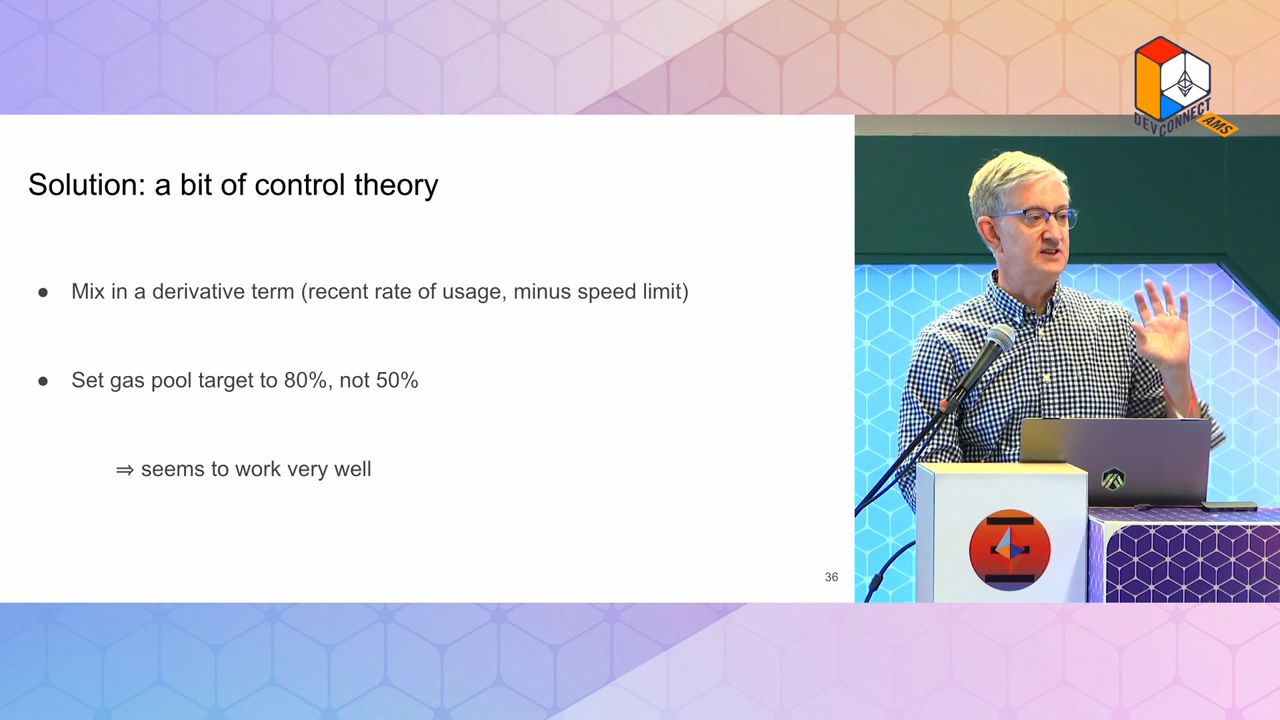 DEVCONNECT
AMS
Solution: a bit of control theory
● Mix in a derivative term (recent rate of usage, minus speed limit)
● Set gas pool target to 80%, not 50%
⇒ seems to work very well
36